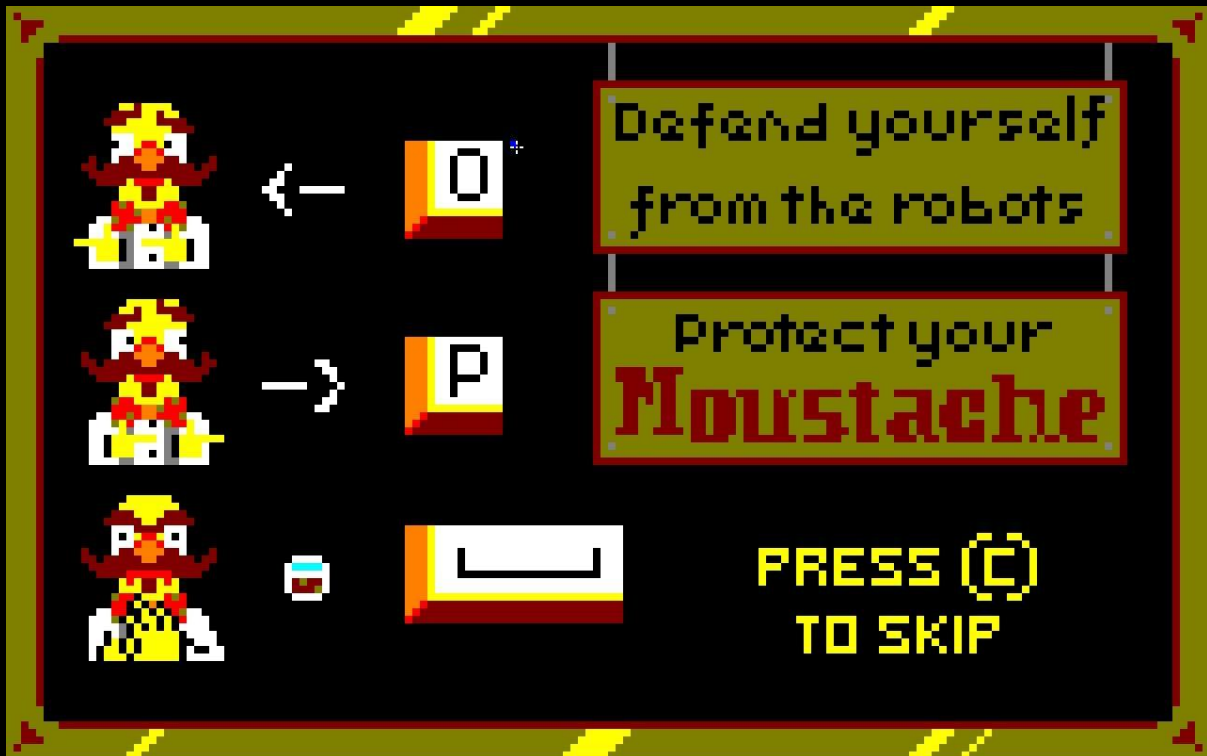 Defend yourself
from the robots
O
Protect your
Moustache
P
PRESS (C)
TO SKIP